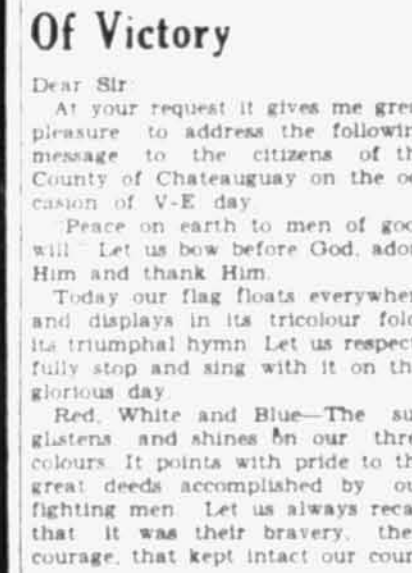 Of Victory
Dear Sir
At your request it gives me grea
pleasure to address the followin
message to the citizens of th
County of Chateauguay on the oc
casion of V-E day
"Peace on earth to men of goo
will" Let us bow before God, ador
Him and thank Him.
Today our flag floats everywher
and displays in its tricolour fold
its triumphal hymn Let us respect
fully stop and sing with it on thi
glorious day
Red, White and Blue—The su
glistens and shines on our thre
colours. It points with pride to th
great deeds accomplished by ou
fighting men Let us always reca
that it was their bravery, thei
courage, that kept intact our coun